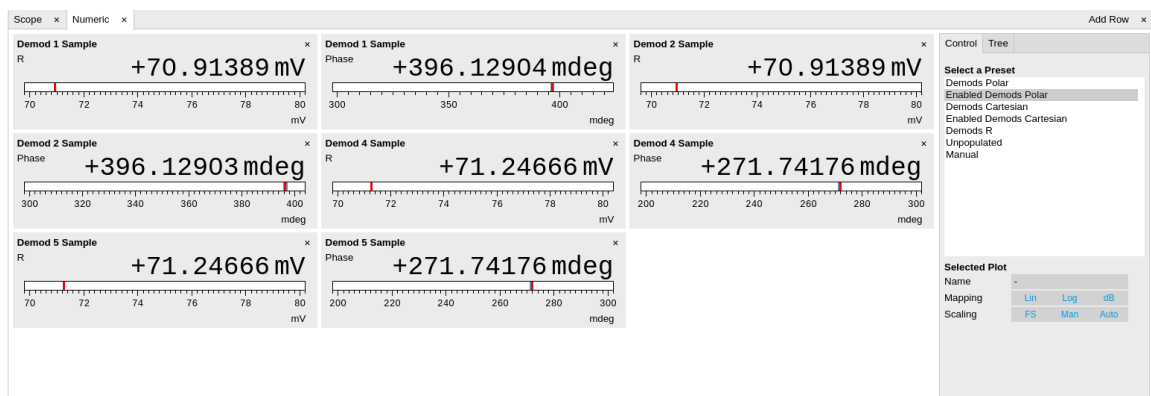 Scope × Numeric × Add Row ×
Demod 1 Sample ×
R
+70.91389 mV
70 72 74 76 78 80
mV
Demod 1 Sample ×
Phase
+396.12904 mdeg
300 350 400
mdeg
Demod 2 Sample ×
R
+70.91389 mV
70 72 74 76 78 80
mV
Demod 2 Sample ×
Phase
+396.12903 mdeg
300 320 340 360 380 400
mdeg
Demod 4 Sample ×
R
+71.24666 mV
70 72 74 76 78 80
mV
Demod 4 Sample ×
Phase
+271.74176 mdeg
200 220 240 260 280 300
mdeg
Demod 5 Sample ×
R
+71.24666 mV
70 72 74 76 78 80
mV
Demod 5 Sample ×
Phase
+271.74176 mdeg
200 220 240 260 280 300
mdeg
Control Tree
Select a Preset
Demods Polar
Enabled Demods Polar
Demods Cartesian
Enabled Demods Cartesian
Demods R
Unpopulated
Manual
Selected Plot
Name -
Mapping Lin Log dB
Scaling FS Man Auto